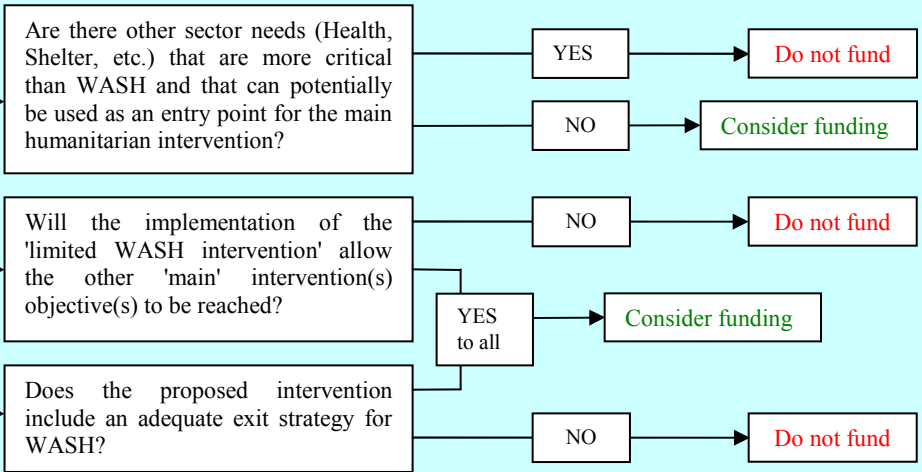 Are there other sector needs (Health,
Shelter, etc.) that are more critical
than WASH and that can potentially
be used as an entry point for the main
humanitarian intervention?
YES
Do not fund
NO
Consider funding
Will the implementation of the
'limited WASH intervention' allow
the other 'main' intervention(s)
objective(s) to be reached?
NO
Do not fund
YES
to all
Consider funding
Does the proposed intervention
include an adequate exit strategy for
WASH?
NO
Do not fund